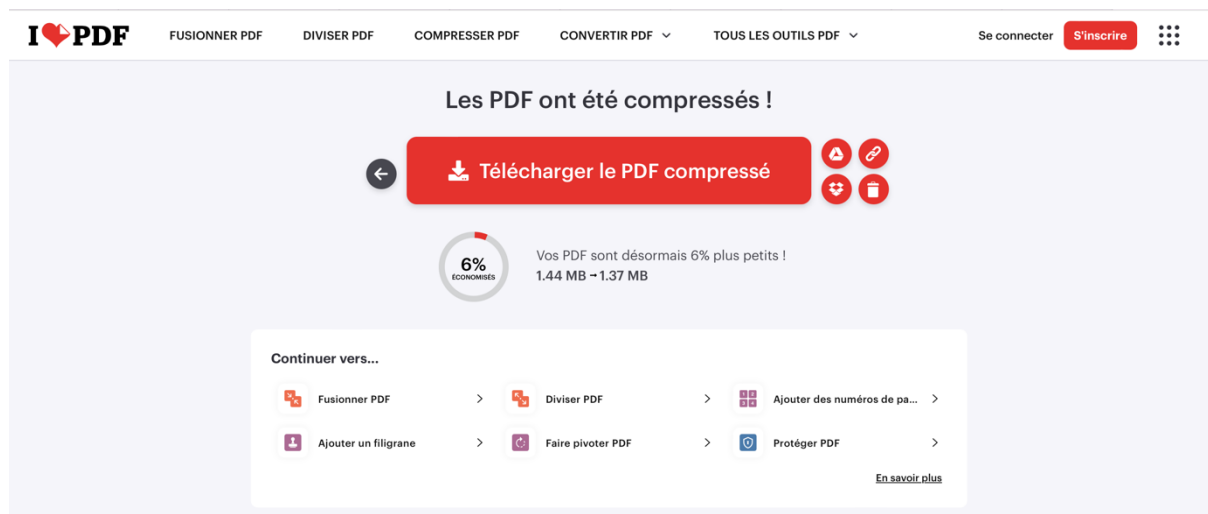 I PDF FUSIONNER PDF DIVISER PDF COMPRESSER PDF CONVERTIR PDF TOUS LES OUTILS PDF Se connecter S'inscrire
Les PDF ont été compressés !
Télécharger le PDF compressé
6%
ÉCONOMISÉS
Vos PDF sont désormais 6% plus petits !
1.44 MB → 1.37 MB
Continuer vers...
Fusionner PDF Diviser PDF Ajouter des numéros de pa...
Ajouter un filigrane Faire pivoter PDF Protéger PDF
En savoir plus